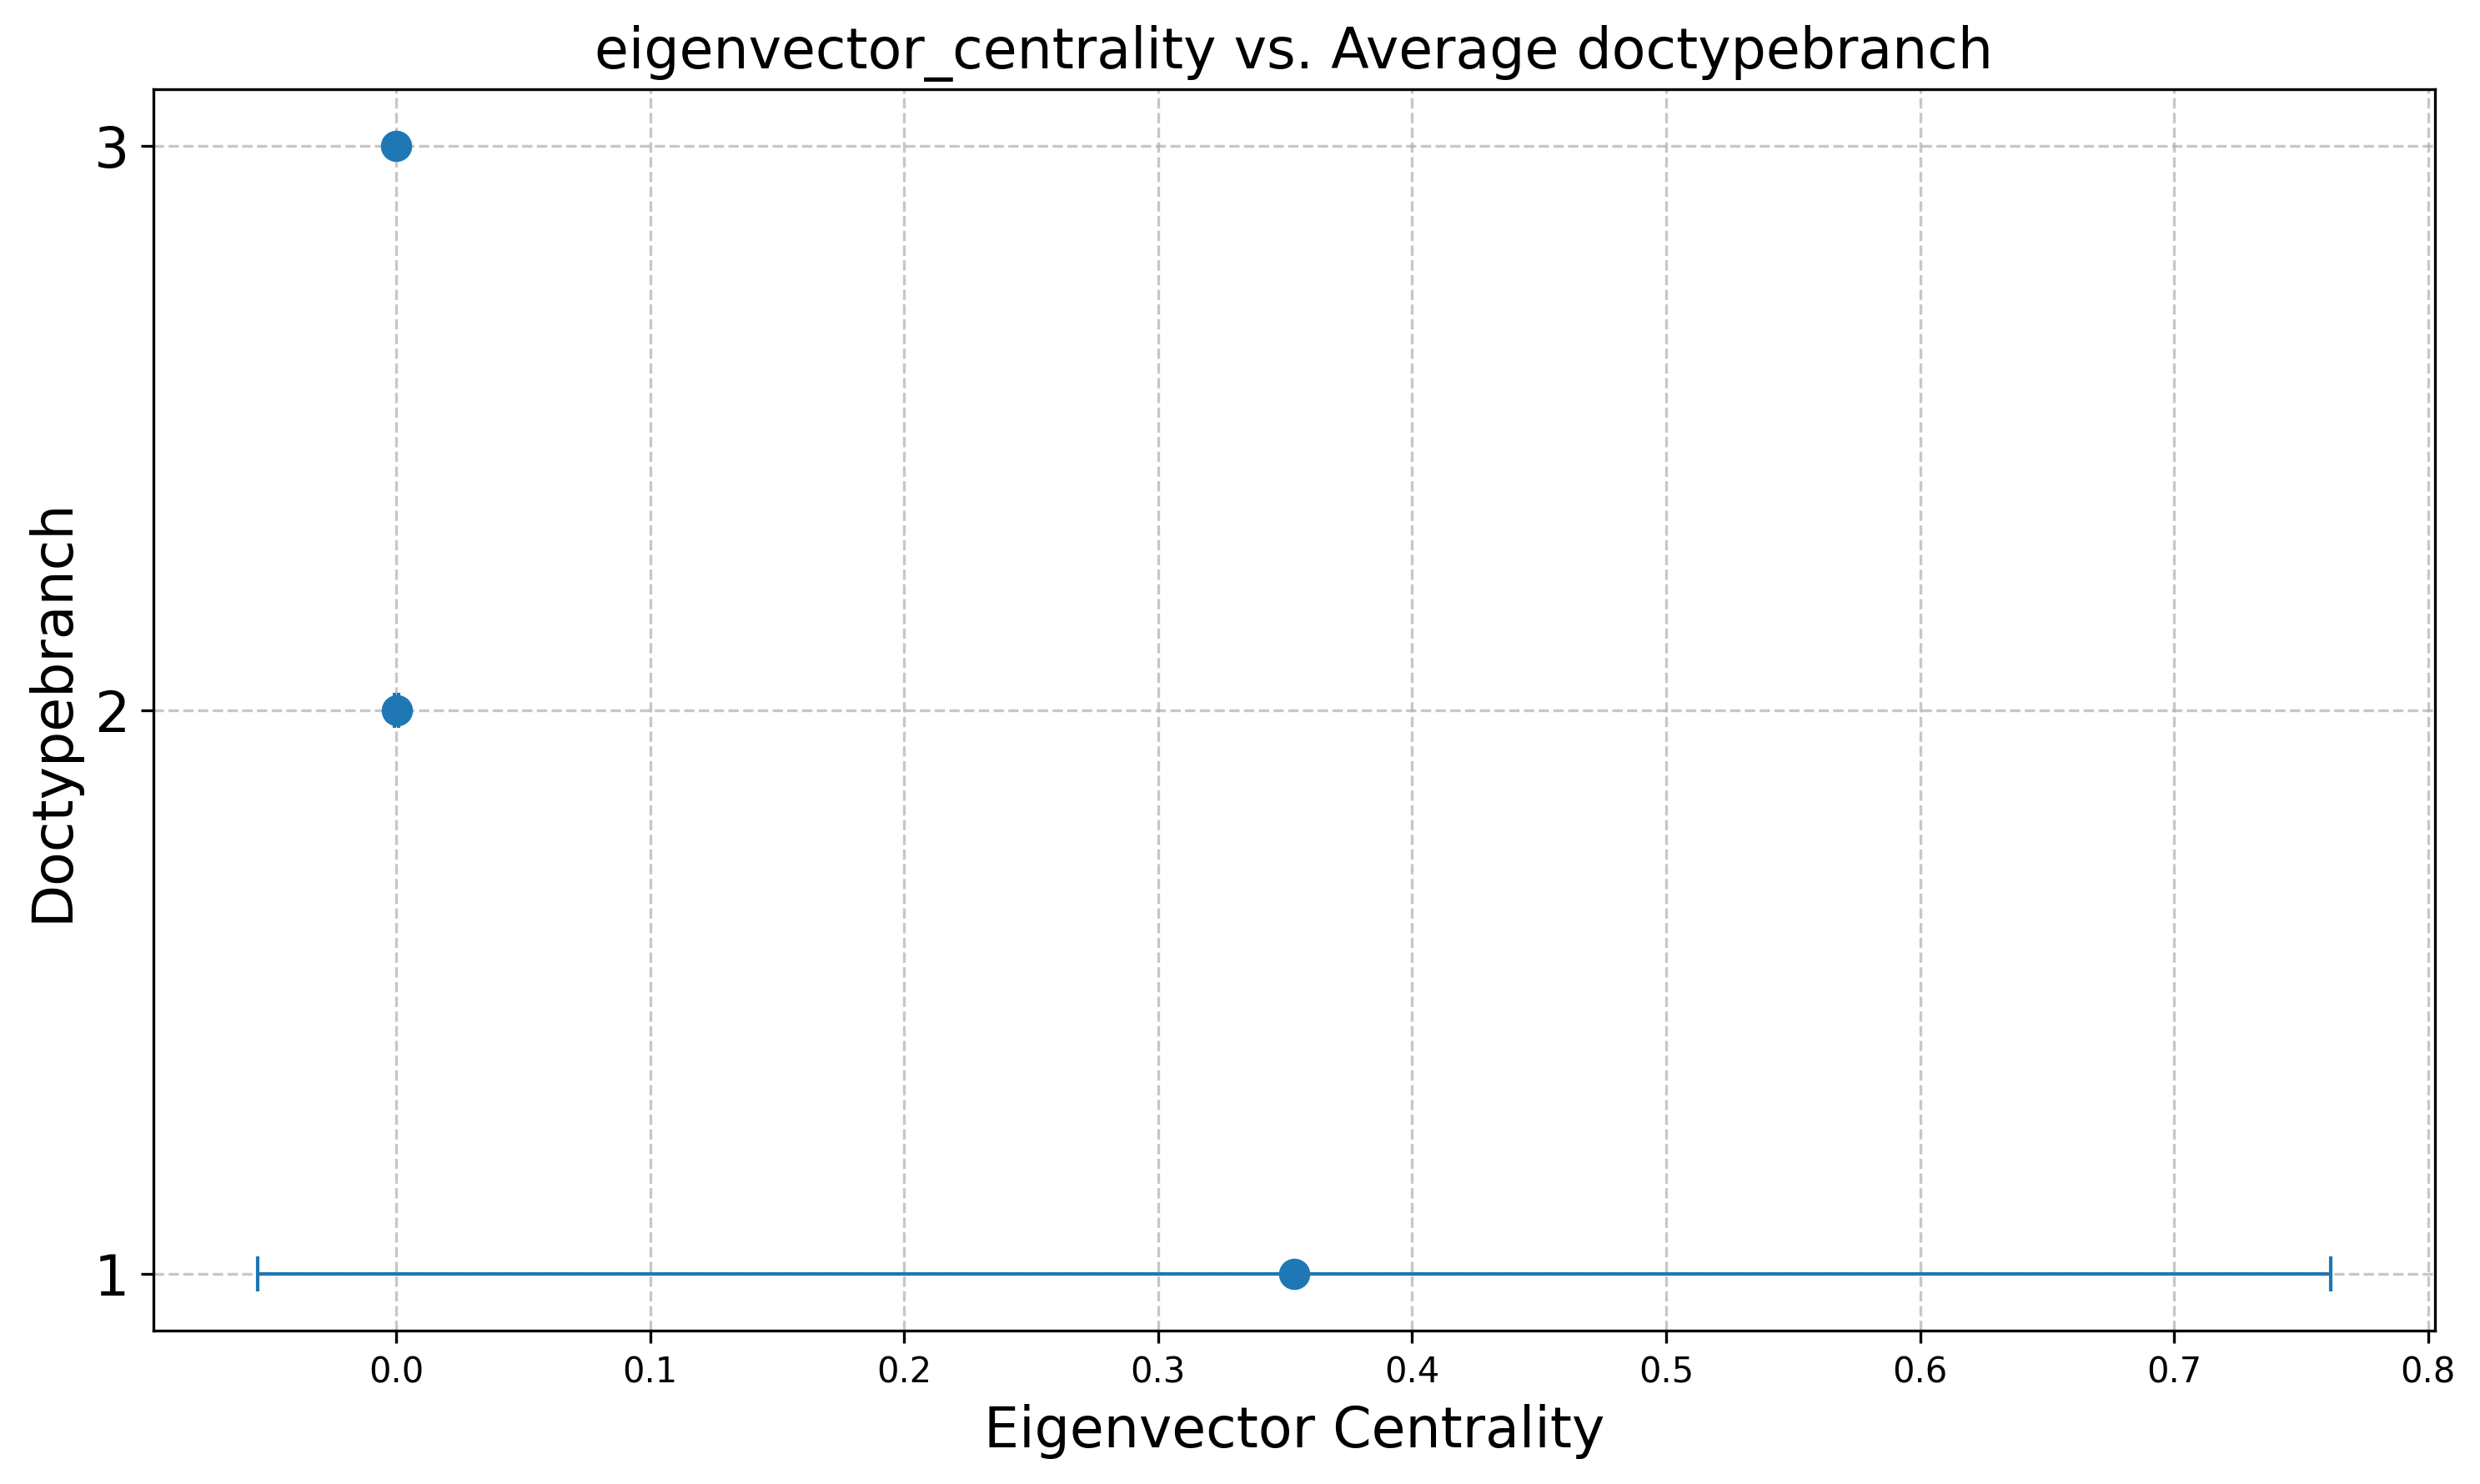 eigenvector_centrality vs. Average doctypebranch
3
2
1
Doctypebranch
0.0 0.1 0.2 0.3 0.4 0.5 0.6 0.7 0.8
Eigenvector Centrality